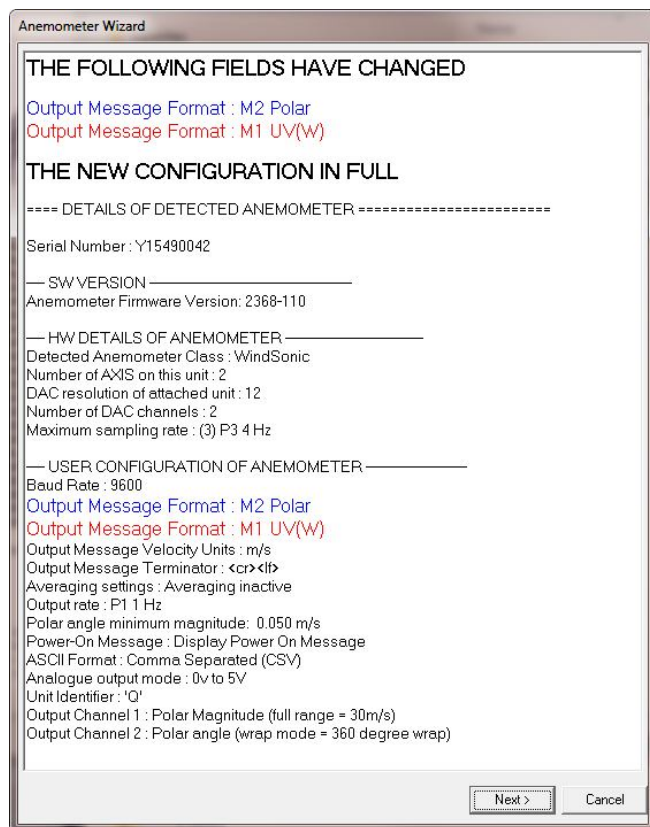 Anemometer Wizard
THE FOLLOWING FIELDS HAVE CHANGED
Output Message Format : M2 Polar
Output Message Format : M1 UV(W)
THE NEW CONFIGURATION IN FULL
==== DETAILS OF DETECTED ANEMOMETER ========================
Serial Number : Y15490042
— SW VERSION ————————————
Anemometer Firmware Version: 2368-110
— HW DETAILS OF ANEMOMETER ————————
Detected Anemometer Class : WindSonic
Number of AXIS on this unit : 2
DAC resolution of attached unit : 12
Number of DAC channels : 2
Maximum sampling rate : (3) P3 4 Hz
— USER CONFIGURATION OF ANEMOMETER ——————
Baud Rate : 9600
Output Message Format : M2 Polar
Output Message Format : M1 UV(W)
Output Message Velocity Units : m/s
Output Message Terminator : <cr><lf>
Averaging settings : Averaging inactive
Output rate : P1 1 Hz
Polar angle minimum magnitude: 0.050 m/s
Power-On Message : Display Power On Message
ASCII Format : Comma Separated (CSV)
Analogue output mode : 0v to 5V
Unit Identifier : 'Q'
Output Channel 1 : Polar Magnitude (full range = 30m/s)
Output Channel 2 : Polar angle (wrap mode = 360 degree wrap)
Next > Cancel